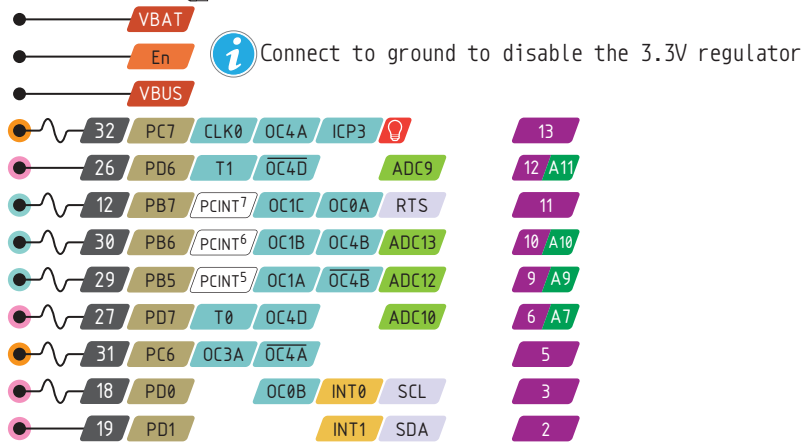 VBAT
En i Connect to ground to disable the 3.3V regulator
VBUS
32 PC7 CLK0 OC4A ICP3 13
26 PD6 T1 OC4D ADC9 12 A11
12 PB7 PCINT7 OC1C OC0A RTS 11
30 PB6 PCINT6 OC1B OC4B ADC13 10 A10
29 PB5 PCINT5 OC1A OC4B ADC12 9 A9
27 PD7 T0 OC4D ADC10 6 A7
31 PC6 OC3A OC4A 5
18 PD0 OC0B INT0 SCL 3
19 PD1 INT1 SDA 2